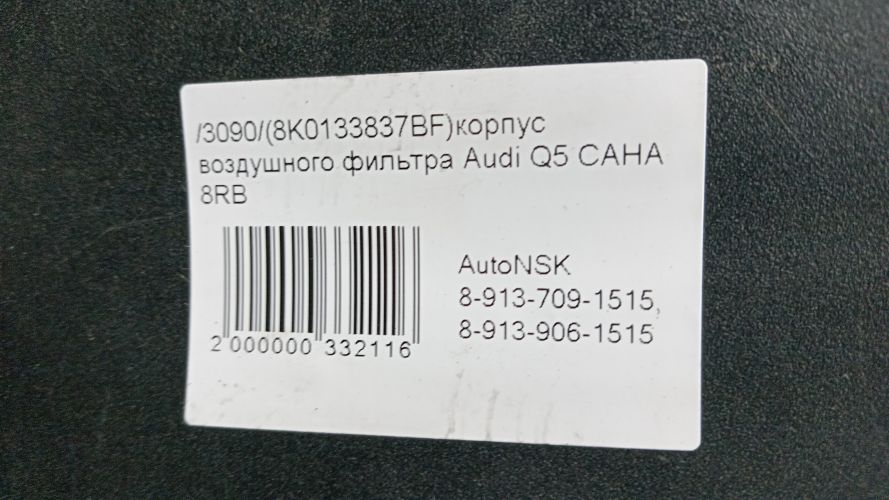 /3090/(8K0133837BF)корпус
воздушного фильтра Audi Q5 CAHA
8RB
AutoNSK
8-913-709-1515,
8-913-906-1515
2 000000 332116